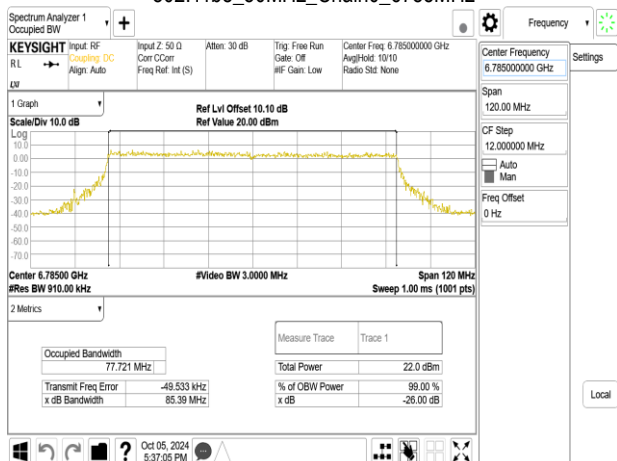 Spectrum Analyzer 1
Occupied BW
+
Frequency
KEYSIGHT
RL
Input: RF
Coupling: DC
Align: Auto
Input Z: 50 Ω
Corr CCorr
Freq Ref: Int (S)
Atten: 30 dB
Trig: Free Run
Gate: Off
#IF Gain: Low
Center Freq: 6.785000000 GHz
Avg|Hold: 10/10
Radio Std: None
Center Frequency
6.785000000 GHz
Settings
Span
120.00 MHz
CF Step
12.000000 MHz
Auto
Man
Freq Offset
0 Hz
Local
1 Graph
Scale/Div 10.0 dB
Ref Lvl Offset 10.10 dB
Ref Value 20.00 dBm
Log
10.0
0.00
-10.0
-20.0
-30.0
-40.0
-50.0
-60.0
-70.0
Center 6.78500 GHz
#Res BW 910.00 kHz
#Video BW 3.0000 MHz
Span 120 MHz
Sweep 1.00 ms (1001 pts)
2 Metrics
Measure Trace
Trace 1
Occupied Bandwidth
77.721 MHz
Total Power
22.0 dBm
Transmit Freq Error
-49.533 kHz
% of OBW Power
99.00 %
x dB Bandwidth
85.39 MHz
x dB
-26.00 dB
?
Oct 05, 2024
5:37:05 PM